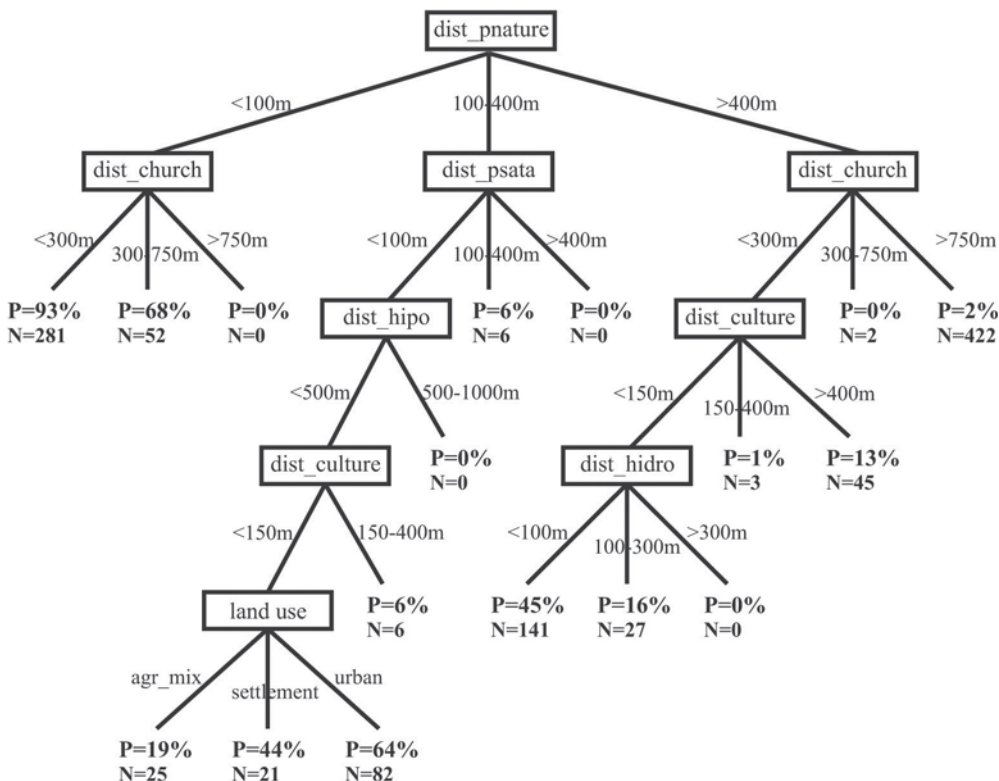 dist_pnature
<100m 100-400m >400m
dist_church dist_psata dist_church
<300m 300-750m >750m <100m 100-400m >400m <300m 300-750m >750m
P=93% P=68% P=0% dist_hipo P=6% P=0% dist_culture P=0% P=2%
N=281 N=52 N=0 N=6 N=0 N=2 N=422
<500m 500-1000m <150m 150-400m >400m
dist_culture P=0% dist_hidro P=1% P=13%
N=0 N=3 N=45
<150m 150-400m <100m 100-300m >300m
land use P=6% P=45% P=16% P=0%
N=6 N=141 N=27 N=0
agr_mix settlement urban
P=19% P=44% P=64%
N=25 N=21 N=82